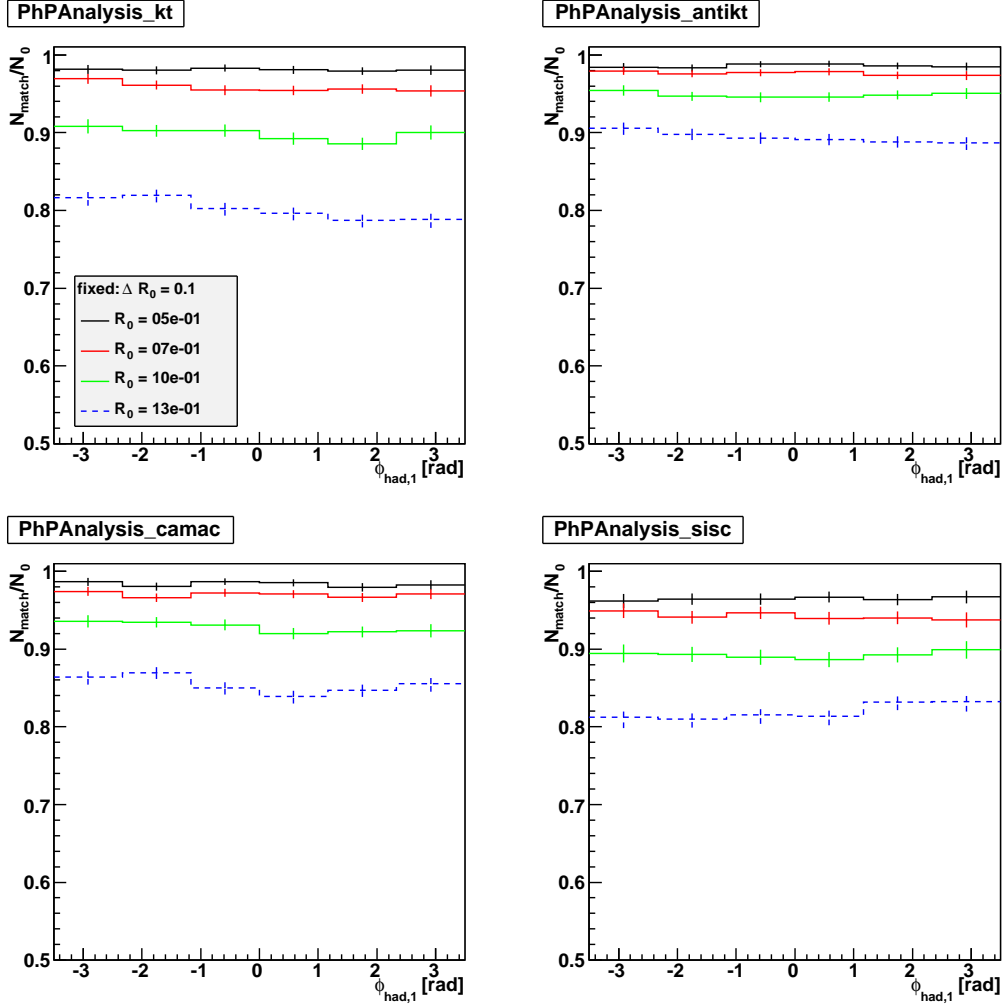 PhPAnalysis_kt
N_match/N_0
1
0.9
0.8
0.7
0.6
0.5
fixed: Δ R_0 = 0.1
R_0 = 05e-01
R_0 = 07e-01
R_0 = 10e-01
R_0 = 13e-01
-3 -2 -1 0 1 2 3
φ_had,1 [rad]
PhPAnalysis_antikt
N_match/N_0
1
0.9
0.8
0.7
0.6
0.5
-3 -2 -1 0 1 2 3
φ_had,1 [rad]
PhPAnalysis_camac
N_match/N_0
1
0.9
0.8
0.7
0.6
0.5
-3 -2 -1 0 1 2 3
φ_had,1 [rad]
PhPAnalysis_sisc
N_match/N_0
1
0.9
0.8
0.7
0.6
0.5
-3 -2 -1 0 1 2 3
φ_had,1 [rad]